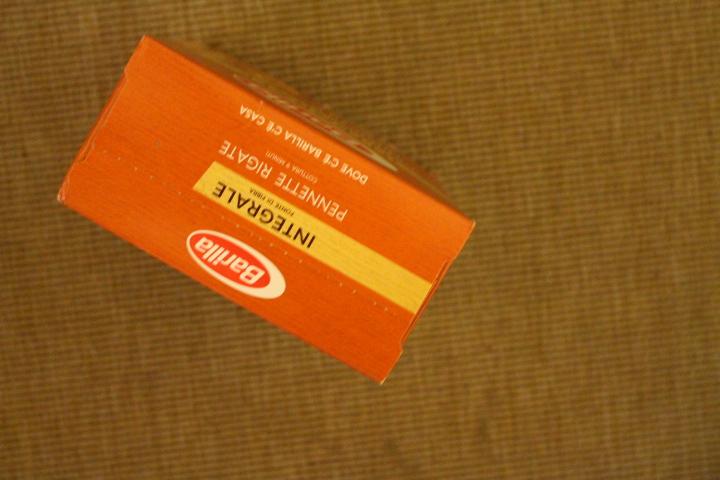 Barilla
INTEGRALE
FONTE DI FIBRA
PENNETTE RIGATE
COTTURA 9 MINUTI
DOVE C'È BARILLA C'È CASA